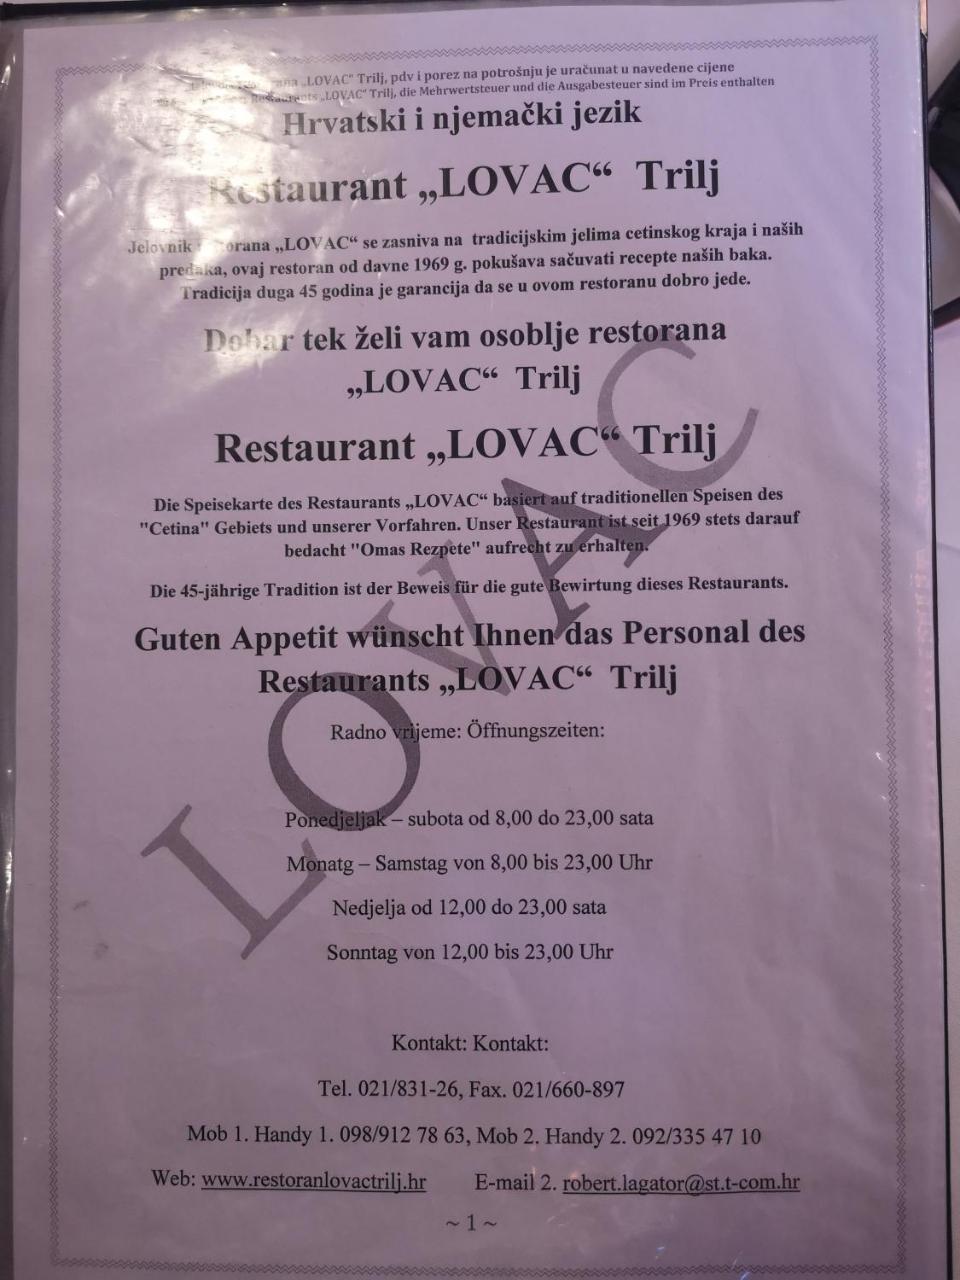 „LOVAC“ Trilj, pdv i porez na potrošnju je uračunat u navedene cijene
Restaurants „LOVAC“ Trilj, die Mehrwertsteuer und die Ausgabesteuer sind im Preis enthalten
Hrvatski i njemački jezik
Restaurant „LOVAC“ Trilj
Jelovnik restorana „LOVAC“ se zasniva na tradicijskim jelima cetinskog kraja i naših
predaka, ovaj restoran od davne 1969 g. pokušava sačuvati recepte naših baka.
Tradicija duga 45 godina je garancija da se u ovom restoranu dobro jede.
Dobar tek želi vam osoblje restorana
„LOVAC“ Trilj
Restaurant „LOVAC“ Trilj
Die Speisekarte des Restaurants „LOVAC“ basiert auf traditionellen Speisen des
"Cetina" Gebiets und unserer Vorfahren. Unser Restaurant ist seit 1969 stets darauf
bedacht "Omas Rezpete" aufrecht zu erhalten.
Die 45-jährige Tradition ist der Beweis für die gute Bewirtung dieses Restaurants.
Guten Appetit wünscht Ihnen das Personal des
Restaurants „LOVAC“ Trilj
Radno vrijeme: Öffnungszeiten:
Ponedjeljak – subota od 8,00 do 23,00 sata
Monatg – Samstag von 8,00 bis 23,00 Uhr
Nedjelja od 12,00 do 23,00 sata
Sonntag von 12,00 bis 23,00 Uhr
Kontakt: Kontakt:
Tel. 021/831-26, Fax. 021/660-897
Mob 1. Handy 1. 098/912 78 63, Mob 2. Handy 2. 092/335 47 10
Web: www.restoranlovactrilj.hr E-mail 2. robert.lagator@st.t-com.hr
~ 1 ~
LOVAC